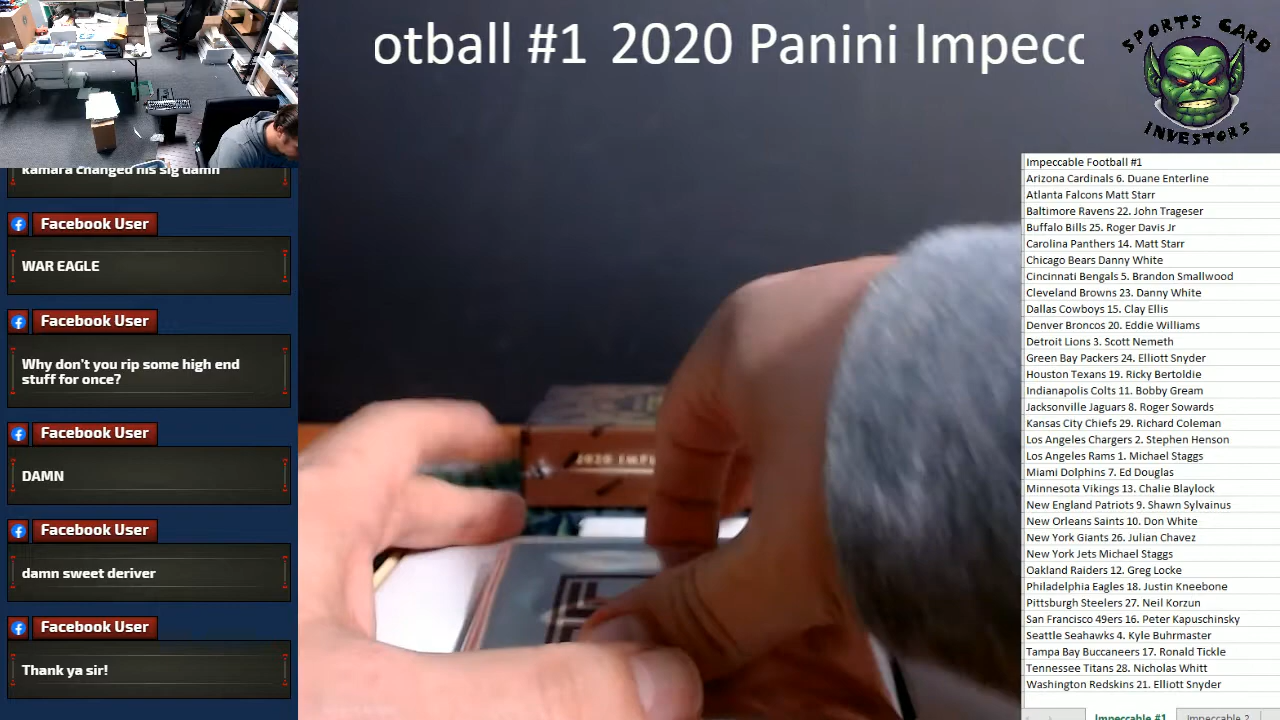 otball #1 2020 Panini Impecc
SPORTS CARD
INVESTORS
kamara changed his sig damn
Facebook User
WAR EAGLE
Facebook User
Why don't you rip some high end
stuff for once?
Facebook User
DAMN
Facebook User
damn sweet deriver
Facebook User
Thank ya sir!
2020 IMP
Impeccable Football #1
Arizona Cardinals 6. Duane Enterline
Atlanta Falcons Matt Starr
Baltimore Ravens 22. John Trageser
Buffalo Bills 25. Roger Davis Jr
Carolina Panthers 14. Matt Starr
Chicago Bears Danny White
Cincinnati Bengals 5. Brandon Smallwood
Cleveland Browns 23. Danny White
Dallas Cowboys 15. Clay Ellis
Denver Broncos 20. Eddie Williams
Detroit Lions 3. Scott Nemeth
Green Bay Packers 24. Elliott Snyder
Houston Texans 19. Ricky Bertoldie
Indianapolis Colts 11. Bobby Gream
Jacksonville Jaguars 8. Roger Sowards
Kansas City Chiefs 29. Richard Coleman
Los Angeles Chargers 2. Stephen Henson
Los Angeles Rams 1. Michael Staggs
Miami Dolphins 7. Ed Douglas
Minnesota Vikings 13. Chalie Blaylock
New England Patriots 9. Shawn Sylvainus
New Orleans Saints 10. Don White
New York Giants 26. Julian Chavez
New York Jets Michael Staggs
Oakland Raiders 12. Greg Locke
Philadelphia Eagles 18. Justin Kneebone
Pittsburgh Steelers 27. Neil Korzun
San Francisco 49ers 16. Peter Kapuschinsky
Seattle Seahawks 4. Kyle Buhrmaster
Tampa Bay Buccaneers 17. Ronald Tickle
Tennessee Titans 28. Nicholas Whitt
Washington Redskins 21. Elliott Snyder
Impeccable #1 Impeccable 2